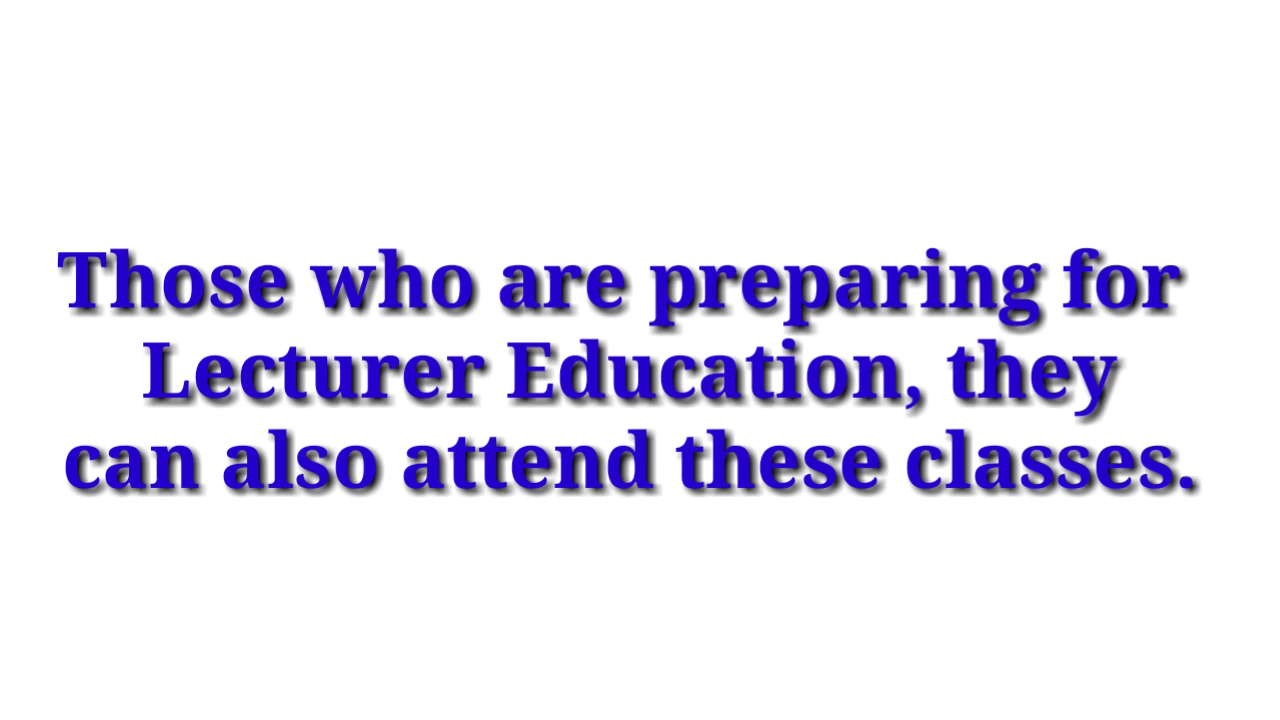 Those who are preparing for
Lecturer Education, they
can also attend these classes.